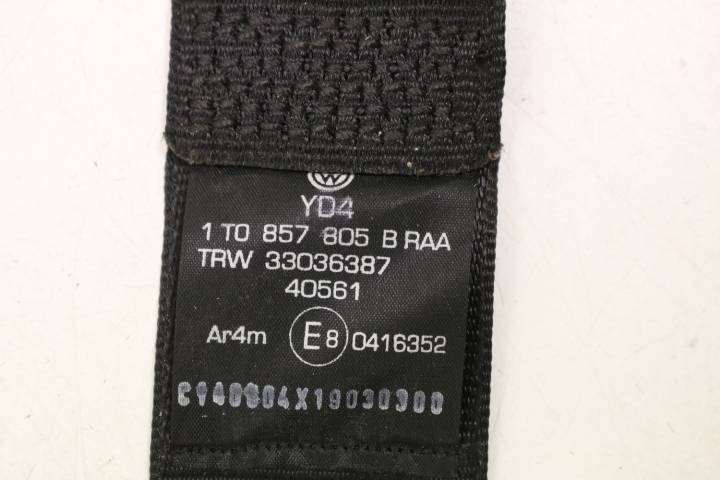 YD4
1T0 857 805 B RAA
TRW 33036387
40561
Ar4m E8 0416352